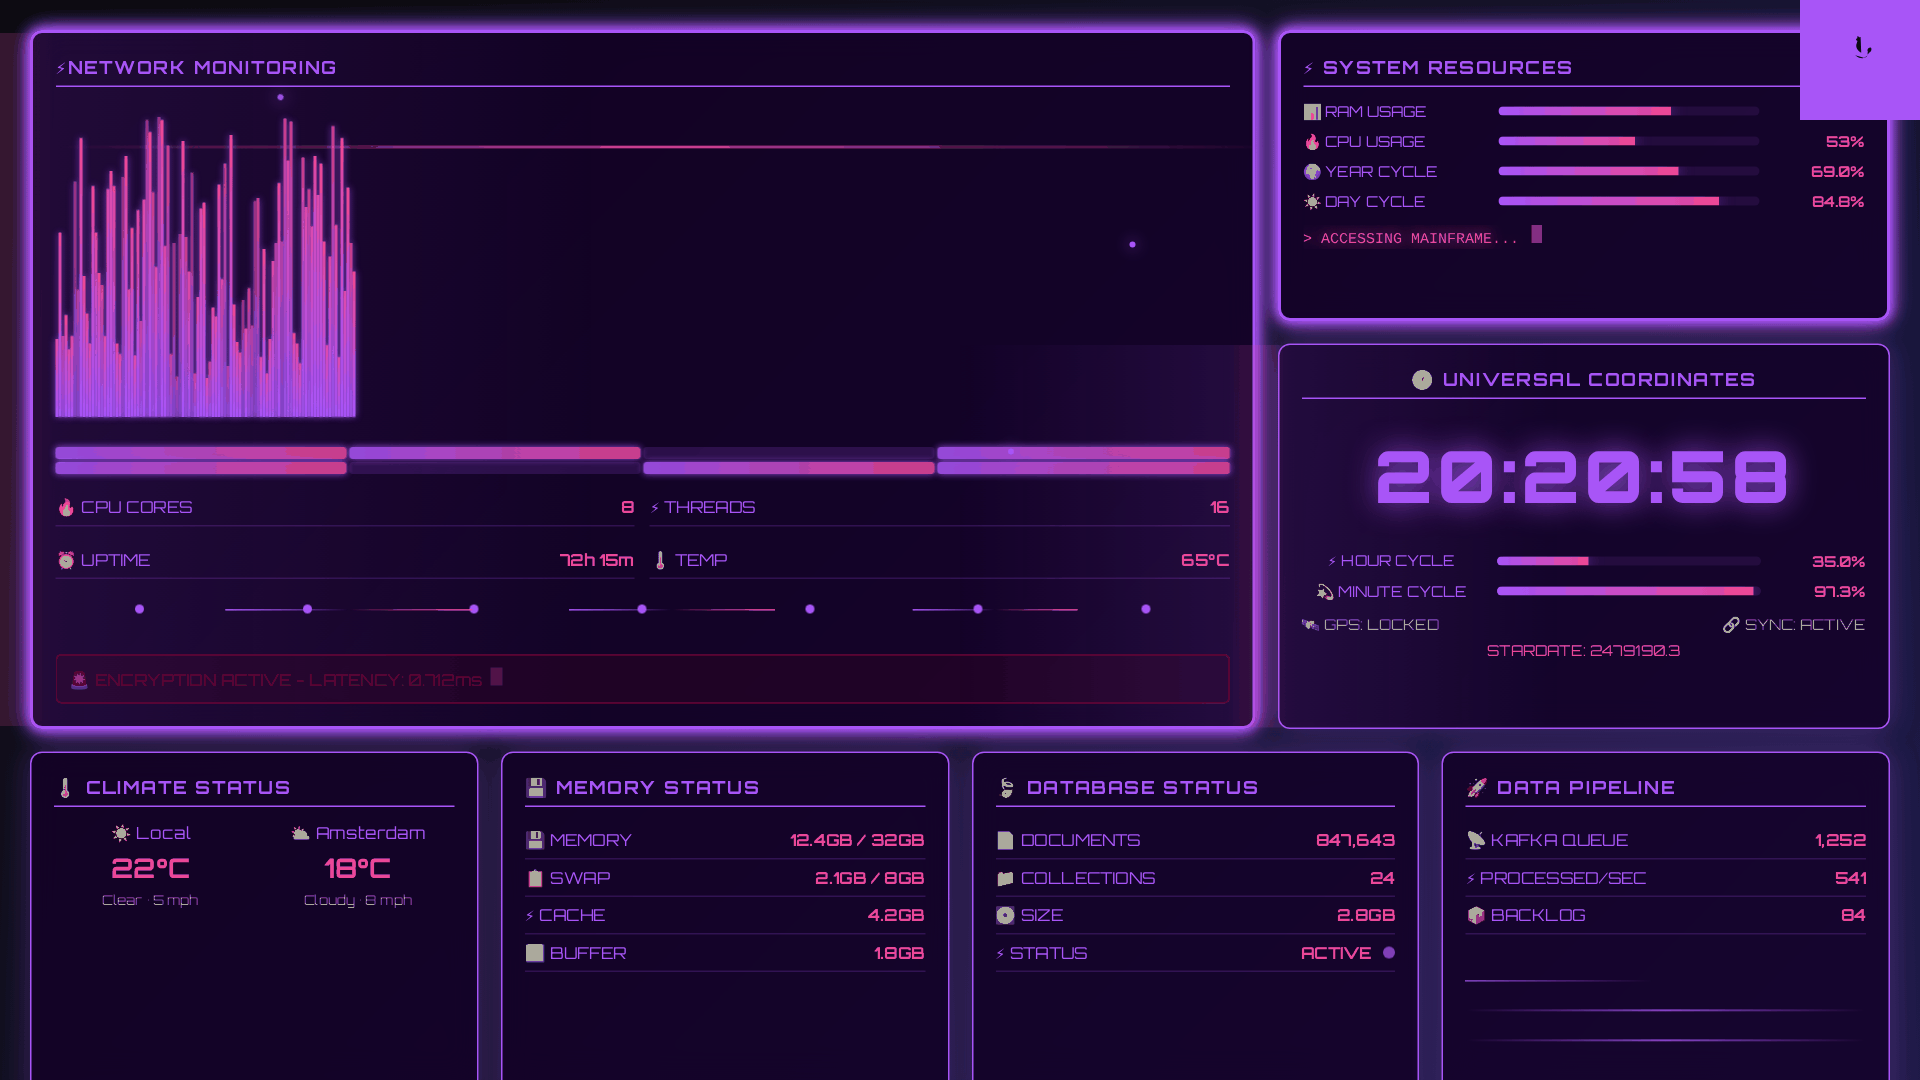 ⚡NETWORK MONITORING
🔥 CPU CORES 8
⚡ THREADS 16
⏰ UPTIME 72h 15m
🌡 TEMP 65°C
🚨 ENCRYPTION ACTIVE - LATENCY: 0.712ms
⚡ SYSTEM RESOURCES
📊 RAM USAGE
🔥 CPU USAGE 53%
🌍 YEAR CYCLE 69.0%
☀ DAY CYCLE 84.8%
> ACCESSING MAINFRAME...
UNIVERSAL COORDINATES
20:20:58
⚡ HOUR CYCLE 35.0%
💫 MINUTE CYCLE 97.3%
🛰 GPS: LOCKED
🔗 SYNC: ACTIVE
STARDATE: 2479190.3
🌡 CLIMATE STATUS
☀ Local
22°C
Clear · 5 mph
⛅ Amsterdam
18°C
Cloudy · 8 mph
💾 MEMORY STATUS
💾 MEMORY 12.4GB / 32GB
📋 SWAP 2.1GB / 8GB
⚡ CACHE 4.2GB
BUFFER 1.8GB
🍃 DATABASE STATUS
📄 DOCUMENTS 847,643
📁 COLLECTIONS 24
💽 SIZE 2.8GB
⚡ STATUS ACTIVE
🚀 DATA PIPELINE
📡 KAFKA QUEUE 1,252
⚡ PROCESSED/SEC 541
📦 BACKLOG 84